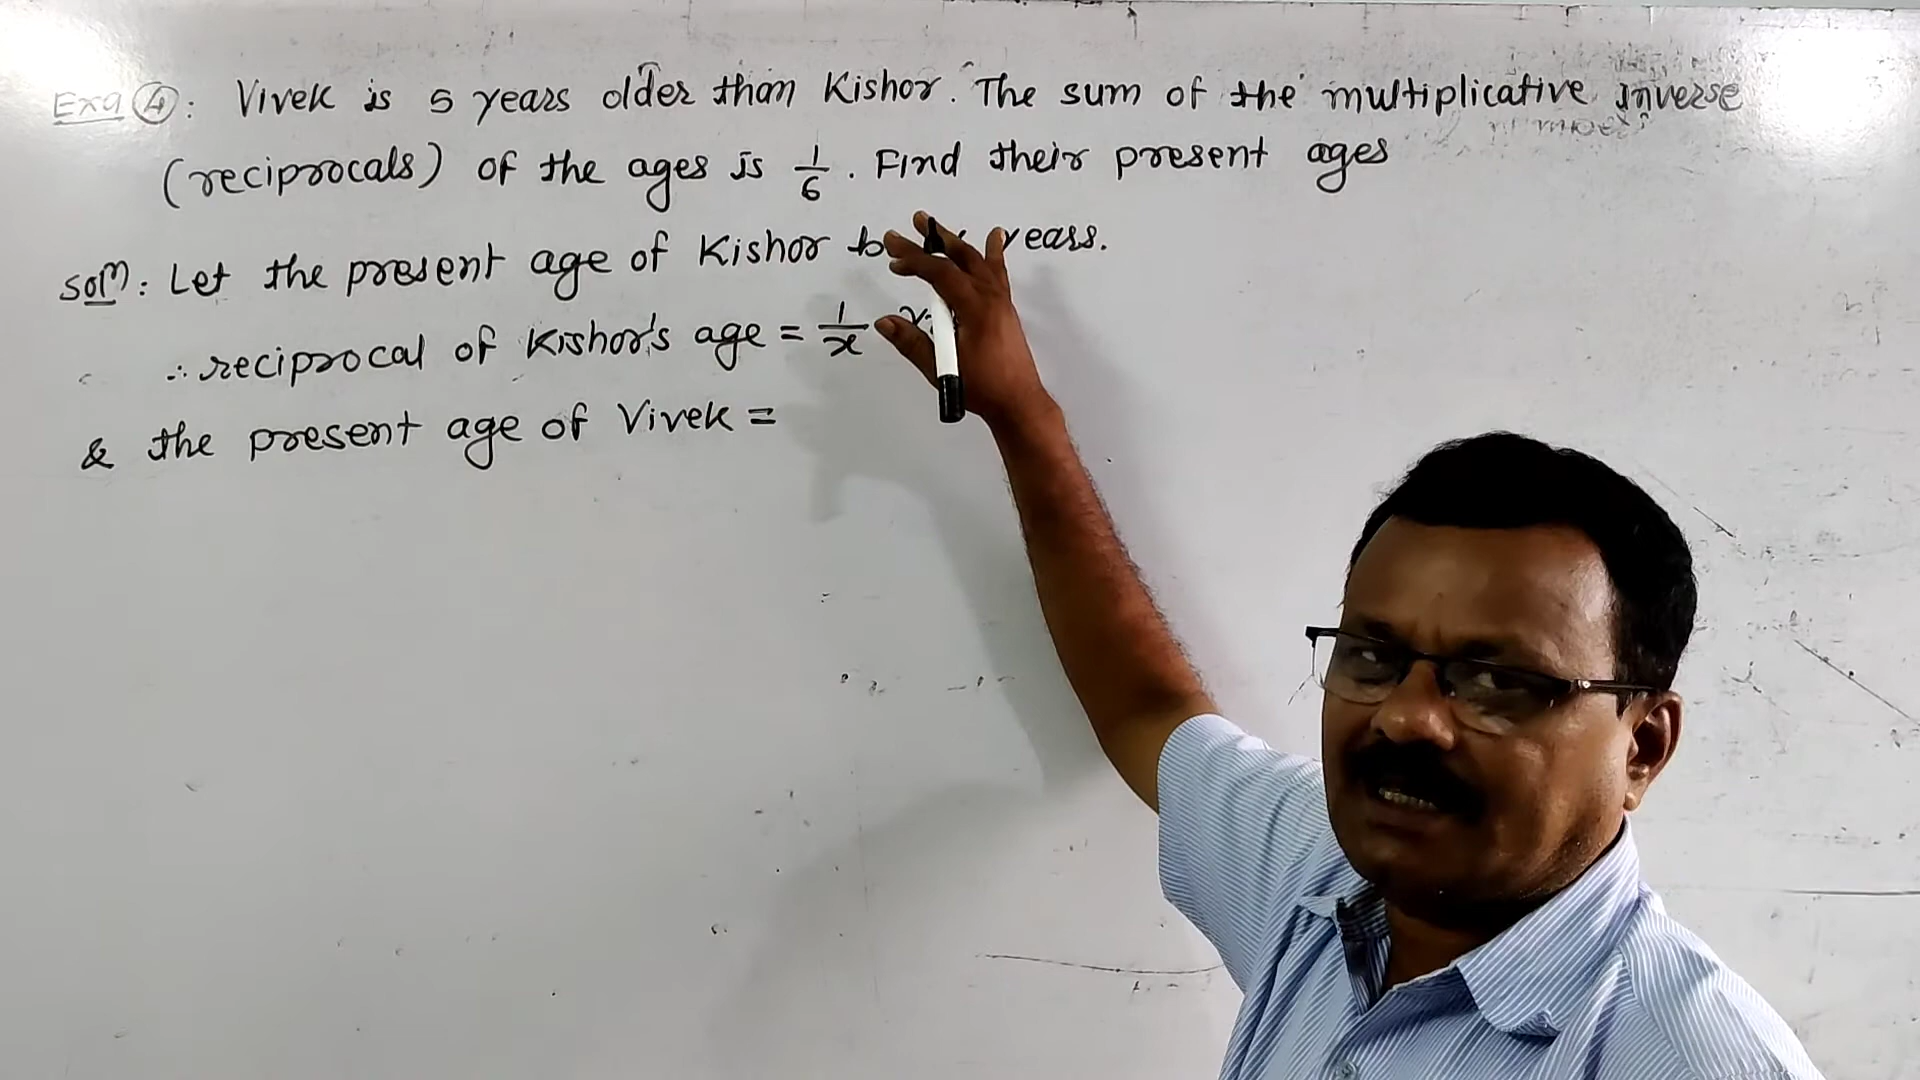 Exa 4: Vivek is 5 years older than Kishor. The sum of the multiplicative inverse
(reciprocals) of the ages is 1/6. Find their present ages
Soln: Let the present age of Kishor years.
∴ reciprocal of Kishor's age = 1/x
& the present age of Vivek =